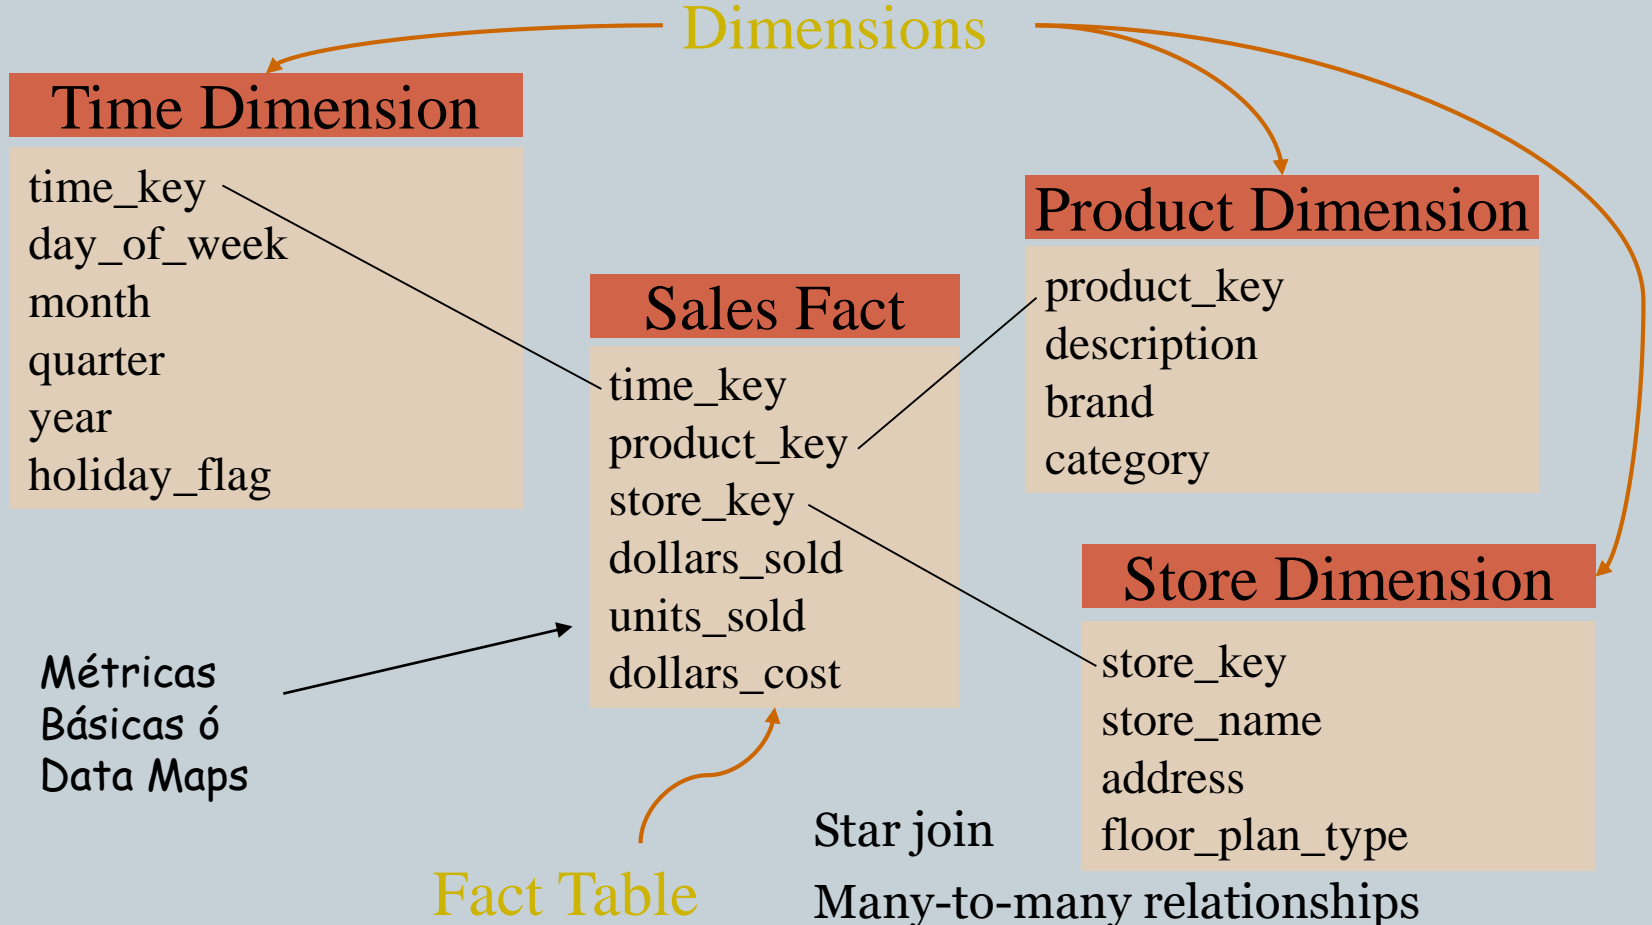 Dimensions
Time Dimension
time_key
day_of_week
month
quarter
year
holiday_flag
Sales Fact
time_key
product_key
store_key
dollars_sold
units_sold
dollars_cost
Product Dimension
product_key
description
brand
category
Store Dimension
store_key
store_name
address
floor_plan_type
Métricas
Básicas ó
Data Maps
Fact Table
Star join
Many-to-many relationships